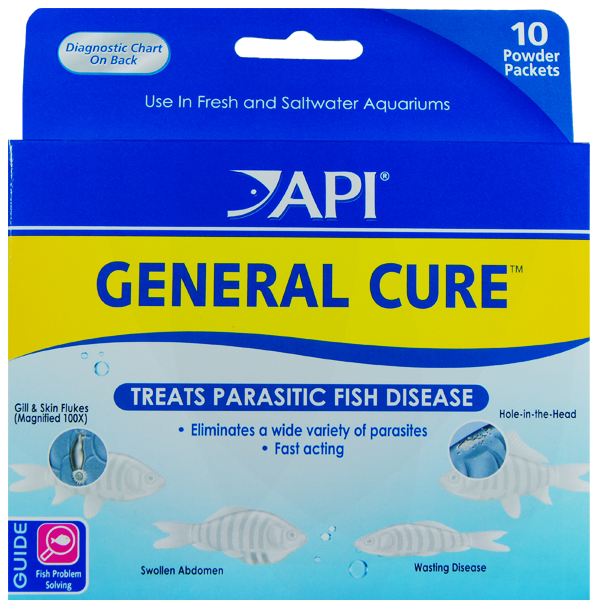 Diagnostic Chart
On Back
10
Powder
Packets
Use In Fresh and Saltwater Aquariums
API®
GENERAL CURE™
TREATS PARASITIC FISH DISEASE
Gill & Skin Flukes
(Magnified 100X)
• Eliminates a wide variety of parasites
• Fast acting
Hole-in-the-Head
Swollen Abdomen
Wasting Disease
GUIDE
Fish Problem
Solving